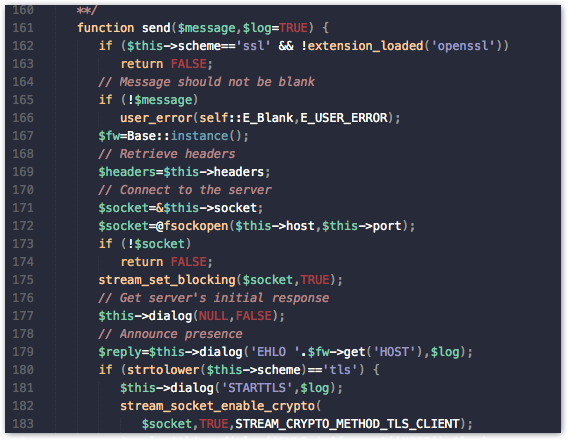 160 **/
161 function send($message,$log=TRUE) {
162 if ($this->scheme=='ssl' && !extension_loaded('openssl'))
163 return FALSE;
164 // Message should not be blank
165 if (!$message)
166 user_error(self::E_Blank,E_USER_ERROR);
167 $fw=Base::instance();
168 // Retrieve headers
169 $headers=$this->headers;
170 // Connect to the server
171 $socket=&$this->socket;
172 $socket=@fsockopen($this->host,$this->port);
173 if (!$socket)
174 return FALSE;
175 stream_set_blocking($socket,TRUE);
176 // Get server's initial response
177 $this->dialog(NULL,FALSE);
178 // Announce presence
179 $reply=$this->dialog('EHLO '.$fw->get('HOST'),$log);
180 if (strtolower($this->scheme)=='tls') {
181 $this->dialog('STARTTLS',$log);
182 stream_socket_enable_crypto(
183 $socket,TRUE,STREAM_CRYPTO_METHOD_TLS_CLIENT);